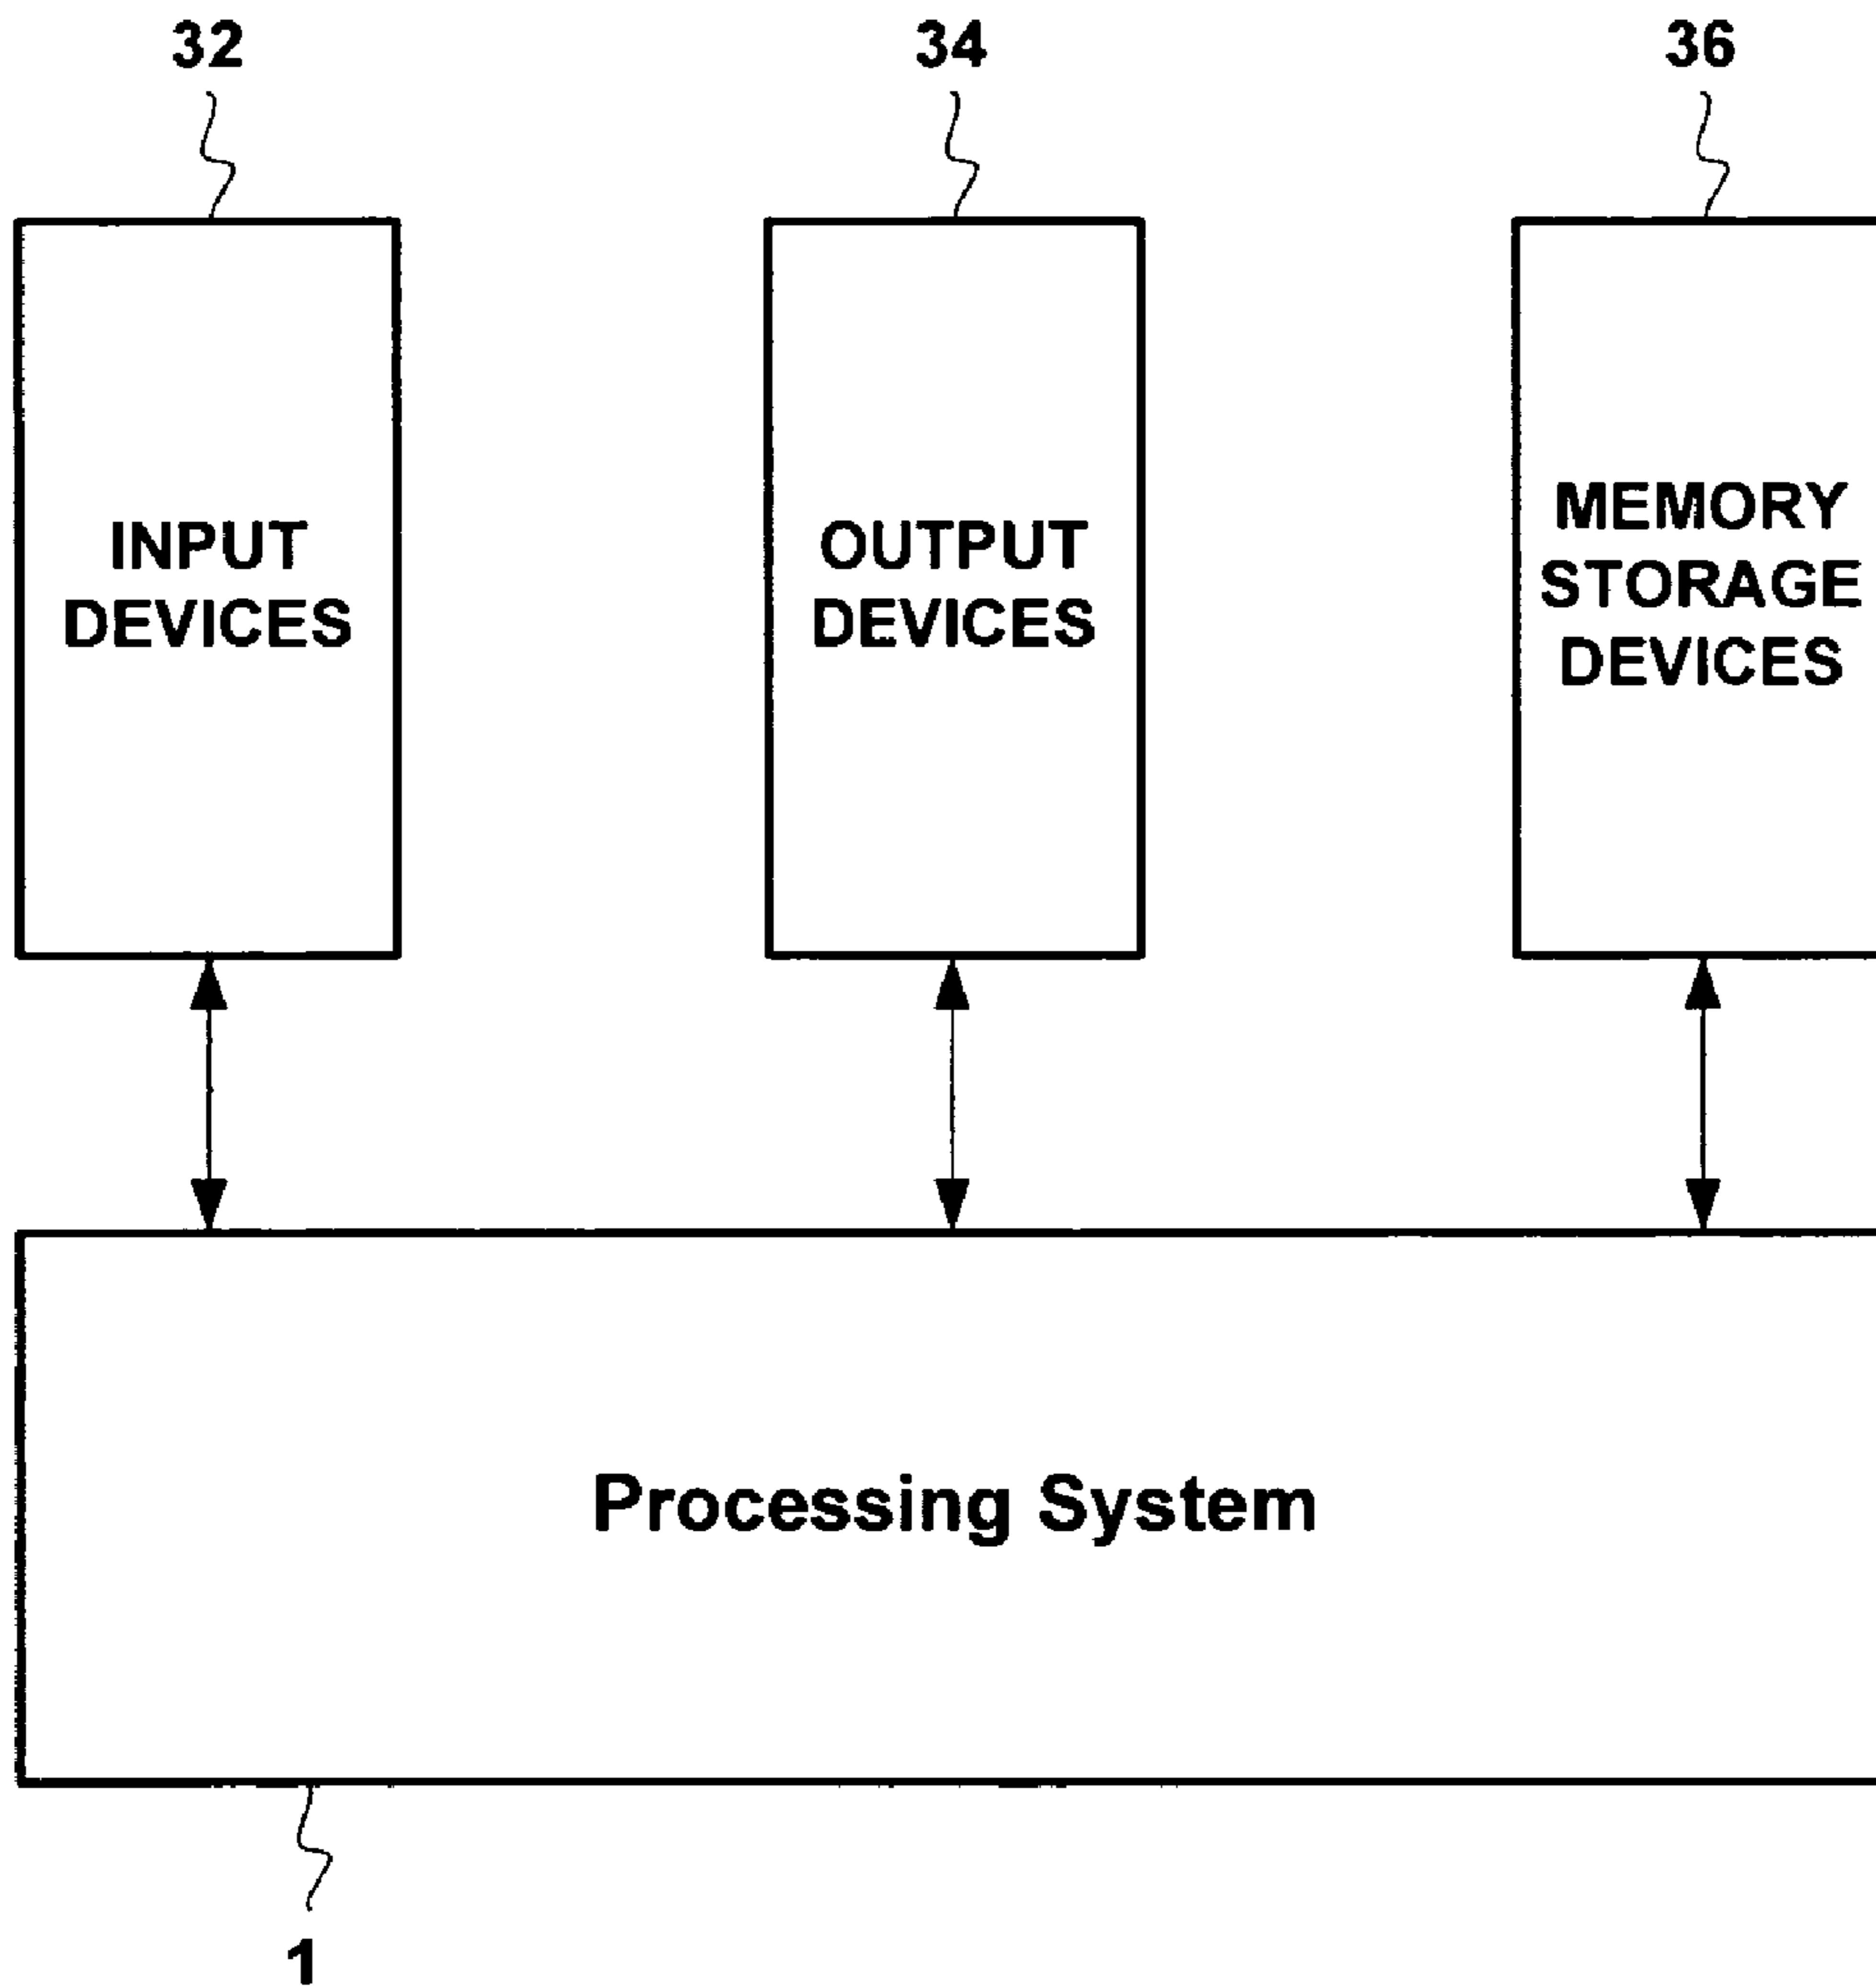 32
34
36
INPUT
DEVICES
OUTPUT
DEVICES
MEMORY
STORAGE
DEVICES
Processing System
1